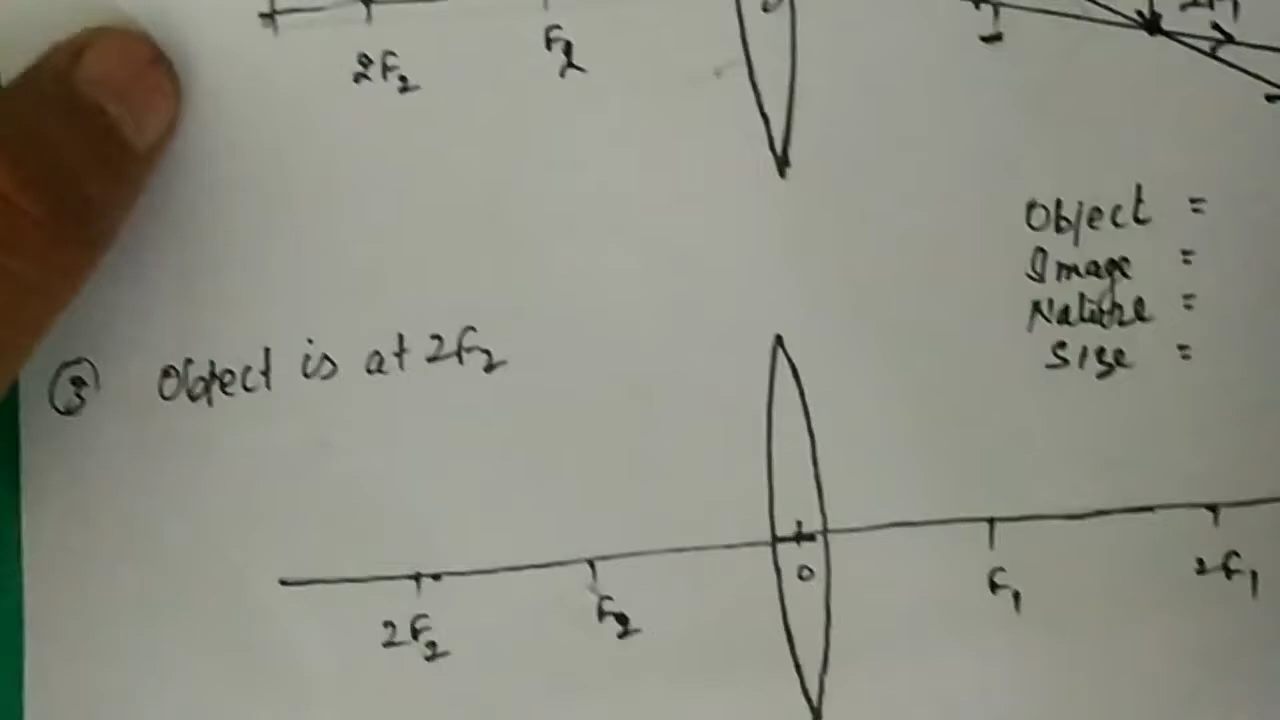 2F2 F2
Object =
Image =
Nature =
Size =
③ Object is at 2F2
O
F1 2F1
2F2 F2